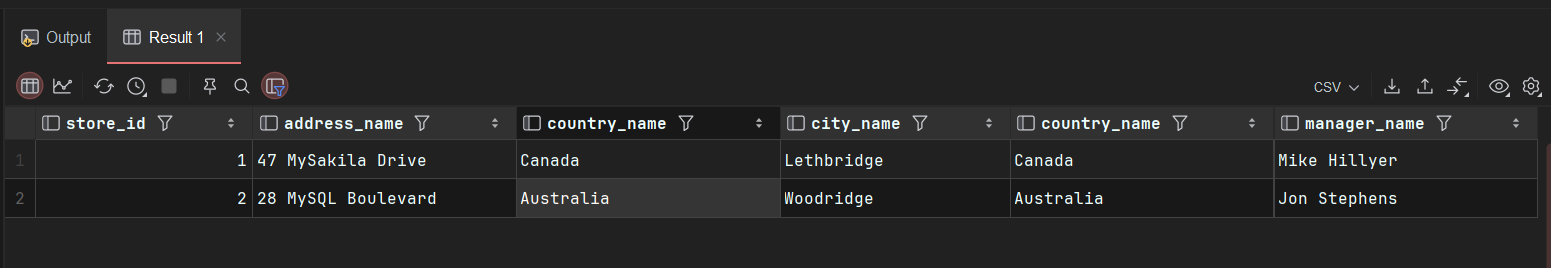 Output Result 1
CSV
store_id address_name country_name city_name country_name manager_name
1 1 47 MySakila Drive Canada Lethbridge Canada Mike Hillyer
2 2 28 MySQL Boulevard Australia Woodridge Australia Jon Stephens